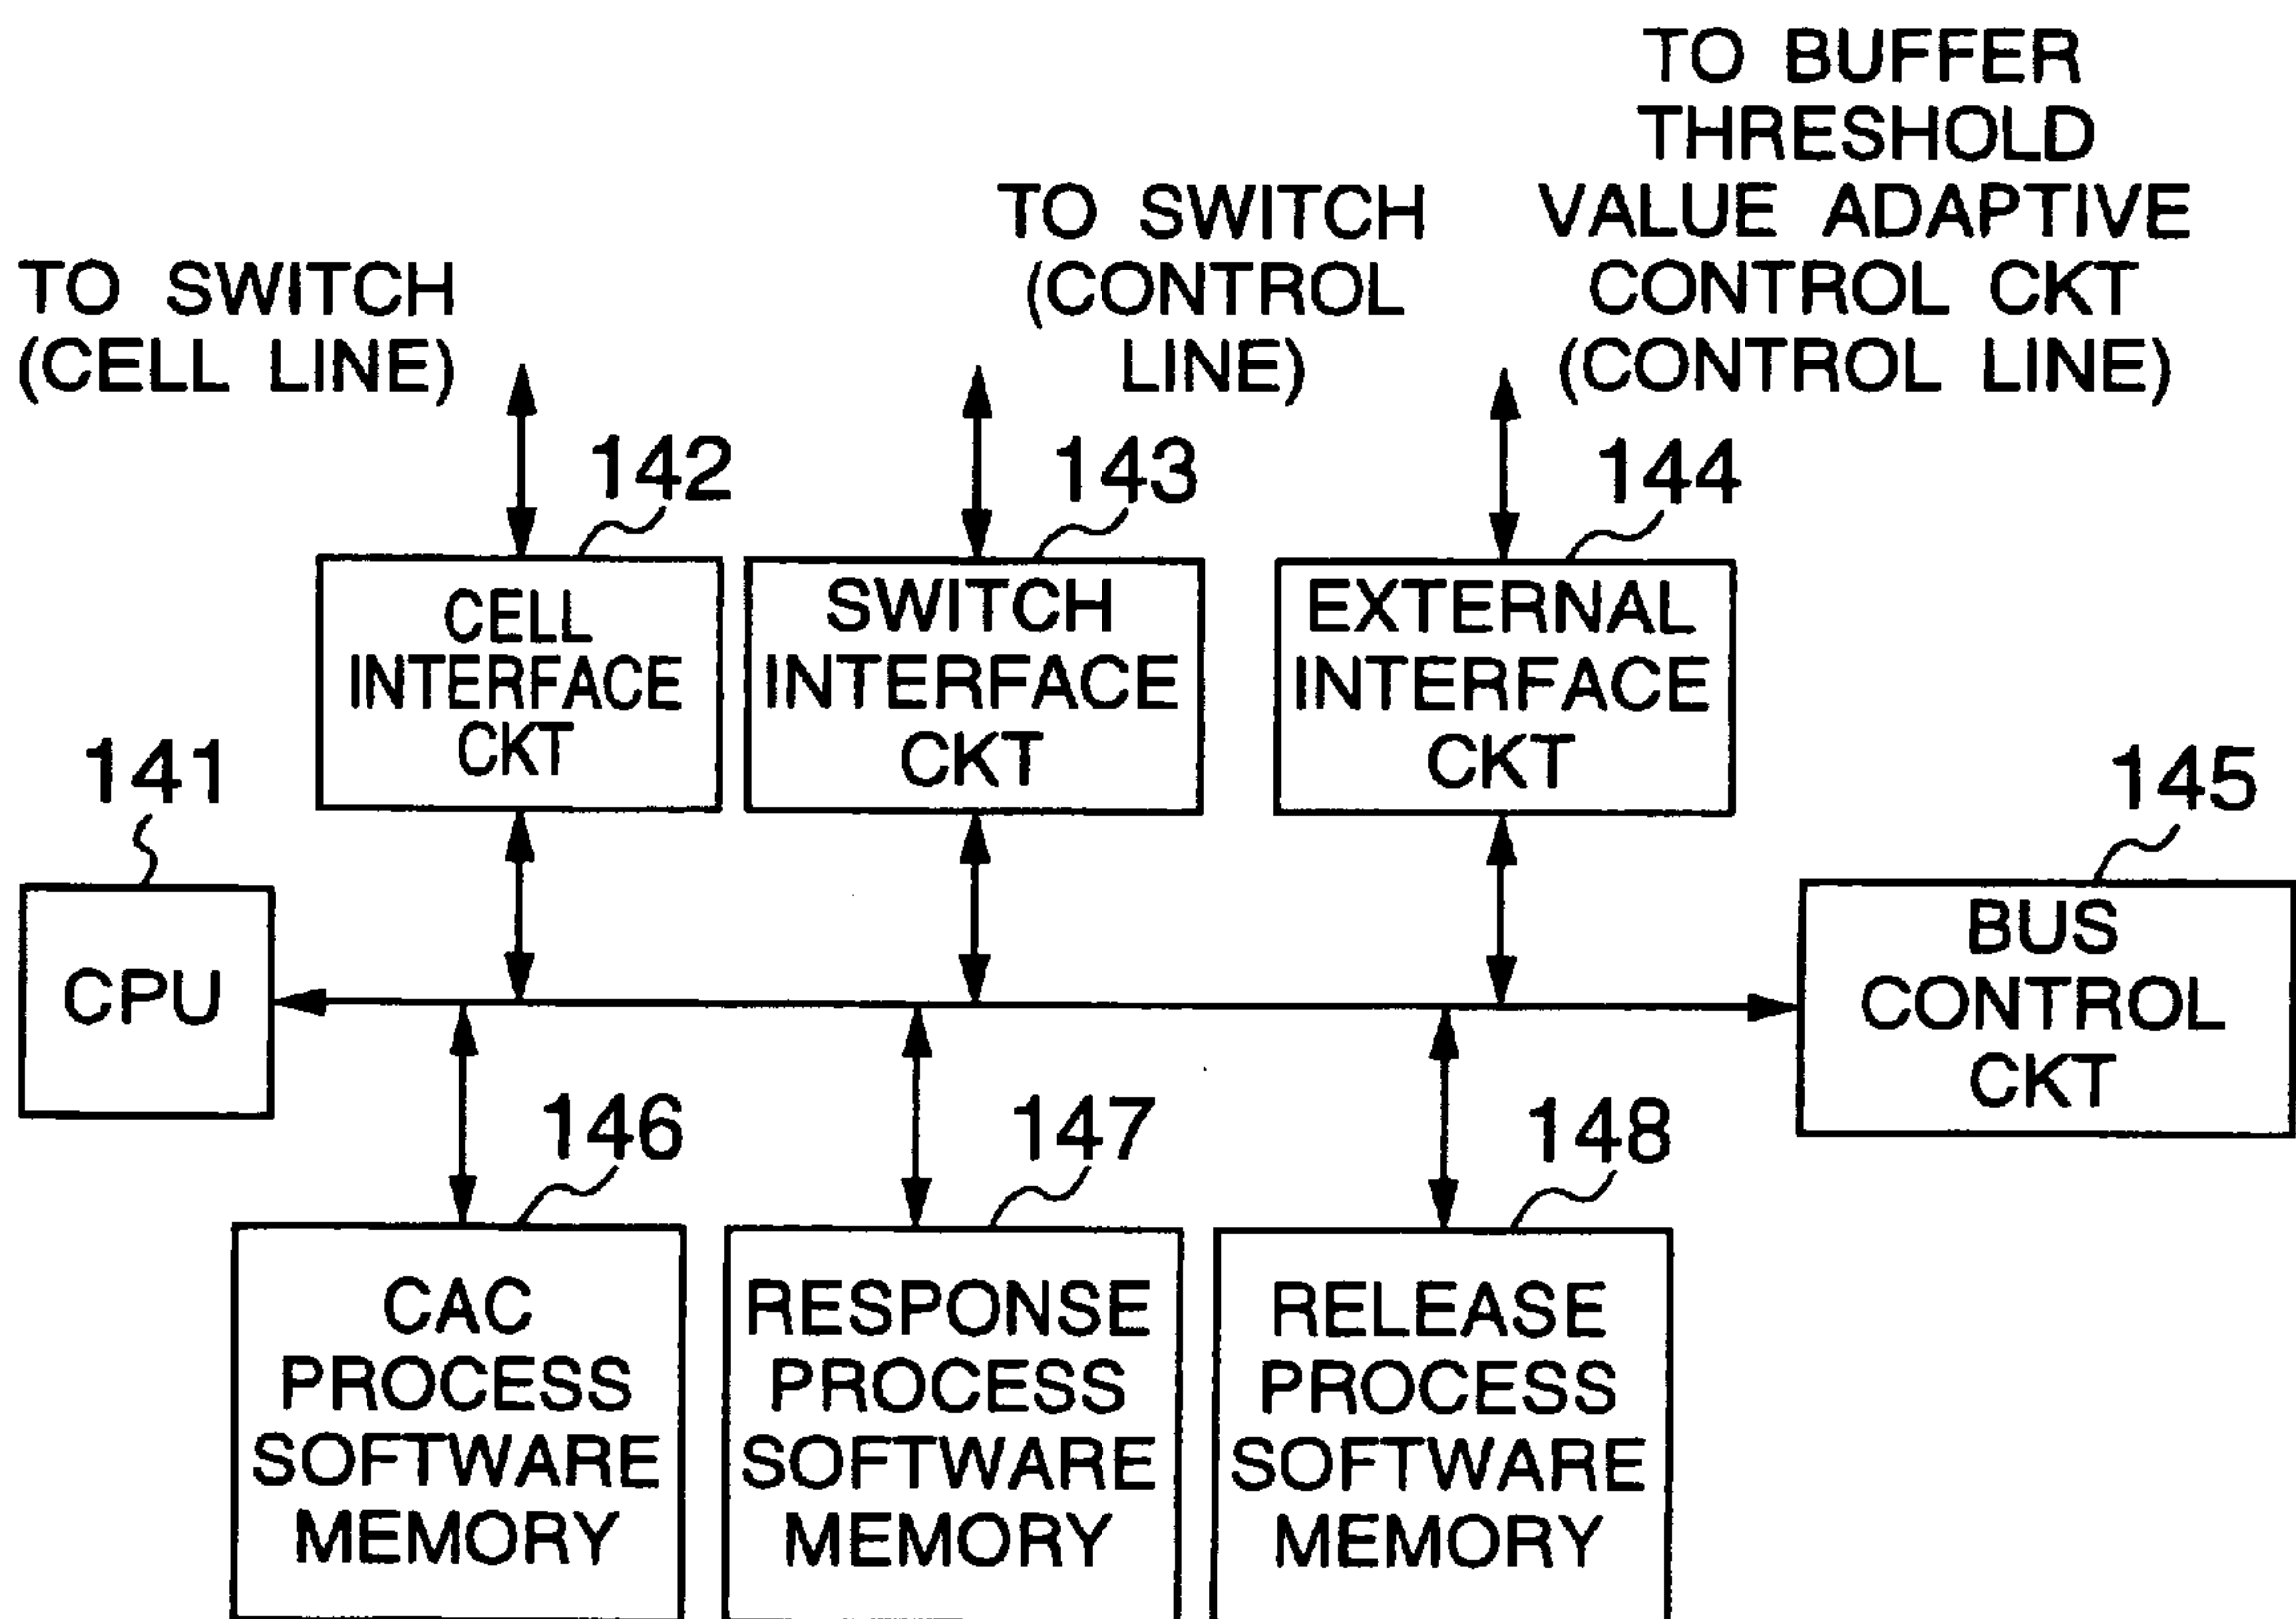 TO BUFFER
THRESHOLD
VALUE ADAPTIVE
CONTROL CKT
(CONTROL LINE)
TO SWITCH
(CONTROL
LINE)
TO SWITCH
(CELL LINE)
142
143
144
CELL
INTERFACE
CKT
SWITCH
INTERFACE
CKT
EXTERNAL
INTERFACE
CKT
141
145
CPU
BUS
CONTROL
CKT
146
147
148
CAC
PROCESS
SOFTWARE
MEMORY
RESPONSE
PROCESS
SOFTWARE
MEMORY
RELEASE
PROCESS
SOFTWARE
MEMORY